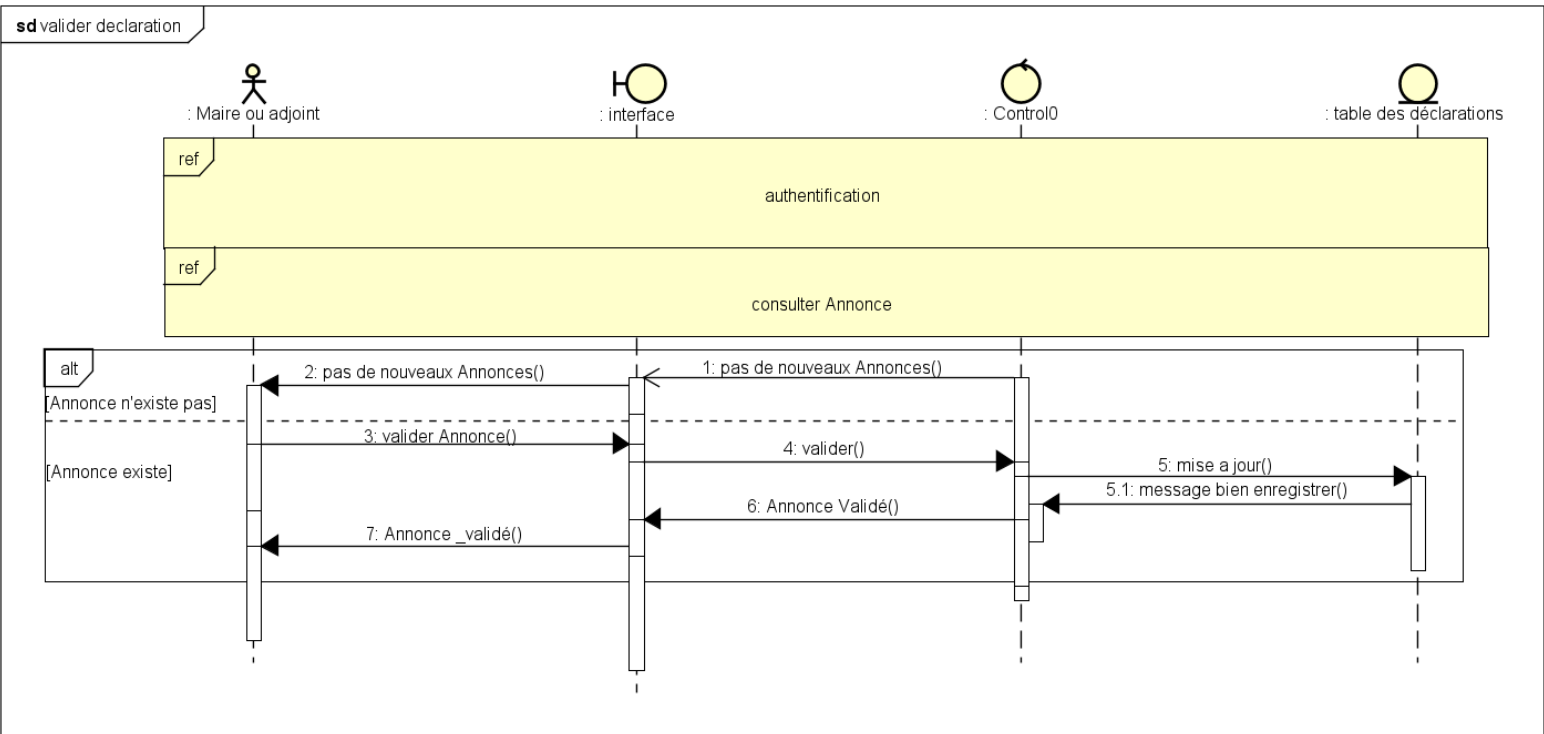 sd valider declaration
: Maire ou adjoint
: interface
: Control0
: table des déclarations
ref
authentification
ref
consulter Annonce
alt
1: pas de nouveaux Annonces()
2: pas de nouveaux Annonces()
[Annonce n'existe pas]
3: valider Annonce()
4: valider()
[Annonce existe]
5: mise a jour()
5.1: message bien enregistrer()
6: Annonce Validé()
7: Annonce _validé()